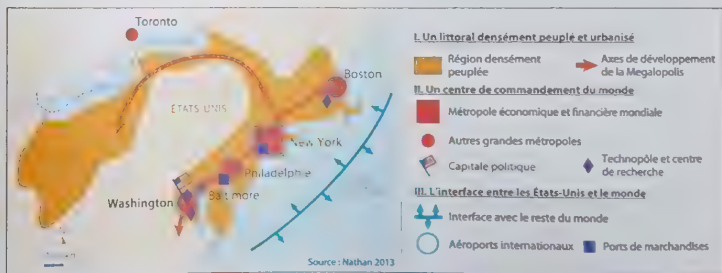 Toronto
Boston
ÉTATS UNIS
New York
Philadelphie
Balt more
Washington
Source : Nathan 2013
I. Un littoral densément peuplé et urbanisé
Région densément
peuplée
Axes de développement
de la Megalopolis
II. Un centre de commandement du monde
Métropole économique et financière mondiale
Autres grandes métropoles
Capitale politique
Technopôle et centre
de recherche
III. L'interface entre les États-Unis et le monde
Interface avec le reste du monde
Aéroports internationaux
Ports de marchandises